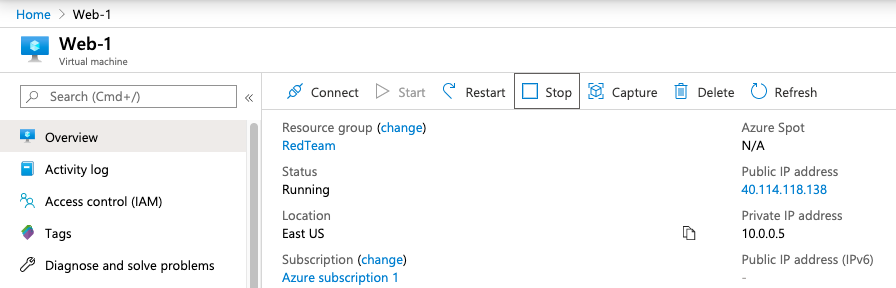 Home > Web-1
Web-1
Virtual machine
Search (Cmd+/)
«
Overview
Activity log
Access control (IAM)
Tags
Diagnose and solve problems
Connect Start Restart Stop Capture Delete Refresh
Resource group (change)
RedTeam
Status
Running
Location
East US
Subscription (change)
Azure subscription 1
Azure Spot
N/A
Public IP address
40.114.118.138
Private IP address
10.0.0.5
Public IP address (IPv6)
-